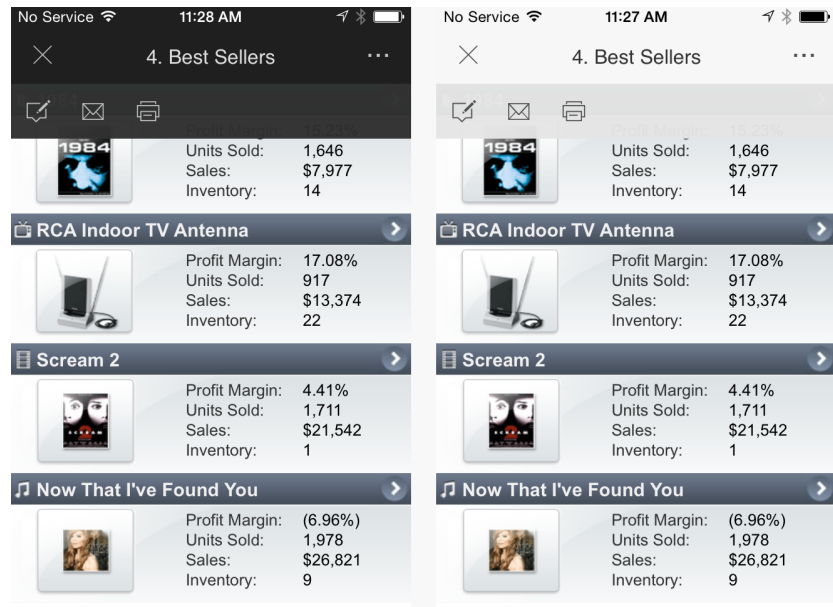 No Service 11:28 AM
4. Best Sellers
Profit Margin: 15.23%
1984
Units Sold: 1,646
Sales: $7,977
Inventory: 14
RCA Indoor TV Antenna
Profit Margin: 17.08%
Units Sold: 917
Sales: $13,374
Inventory: 22
Scream 2
Profit Margin: 4.41%
Units Sold: 1,711
Sales: $21,542
Inventory: 1
SCREAM
2
Now That I've Found You
Profit Margin: (6.96%)
Units Sold: 1,978
Sales: $26,821
Inventory: 9
No Service 11:27 AM
4. Best Sellers
Profit Margin: 15.23%
1984
Units Sold: 1,646
Sales: $7,977
Inventory: 14
RCA Indoor TV Antenna
Profit Margin: 17.08%
Units Sold: 917
Sales: $13,374
Inventory: 22
Scream 2
Profit Margin: 4.41%
Units Sold: 1,711
Sales: $21,542
Inventory: 1
SCREAM
2
Now That I've Found You
Profit Margin: (6.96%)
Units Sold: 1,978
Sales: $26,821
Inventory: 9